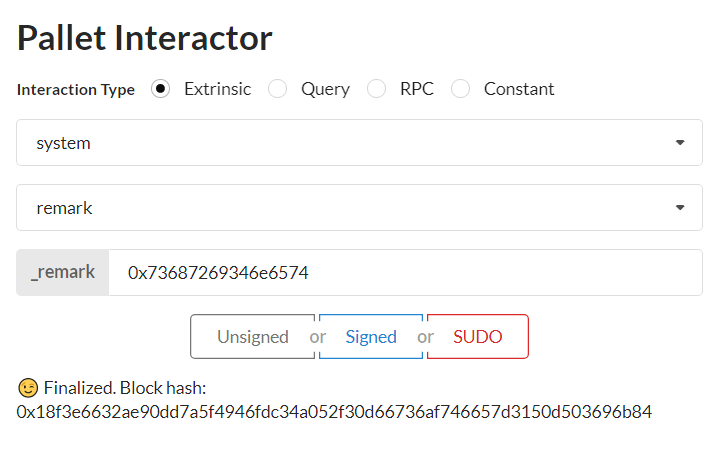 Pallet Interactor
Interaction Type Extrinsic Query RPC Constant
system
remark
_remark 0x73687269346e6574
Unsigned or Signed or SUDO
😉 Finalized. Block hash:
0x18f3e6632ae90dd7a5f4946fdc34a052f30d66736af746657d3150d503696b84